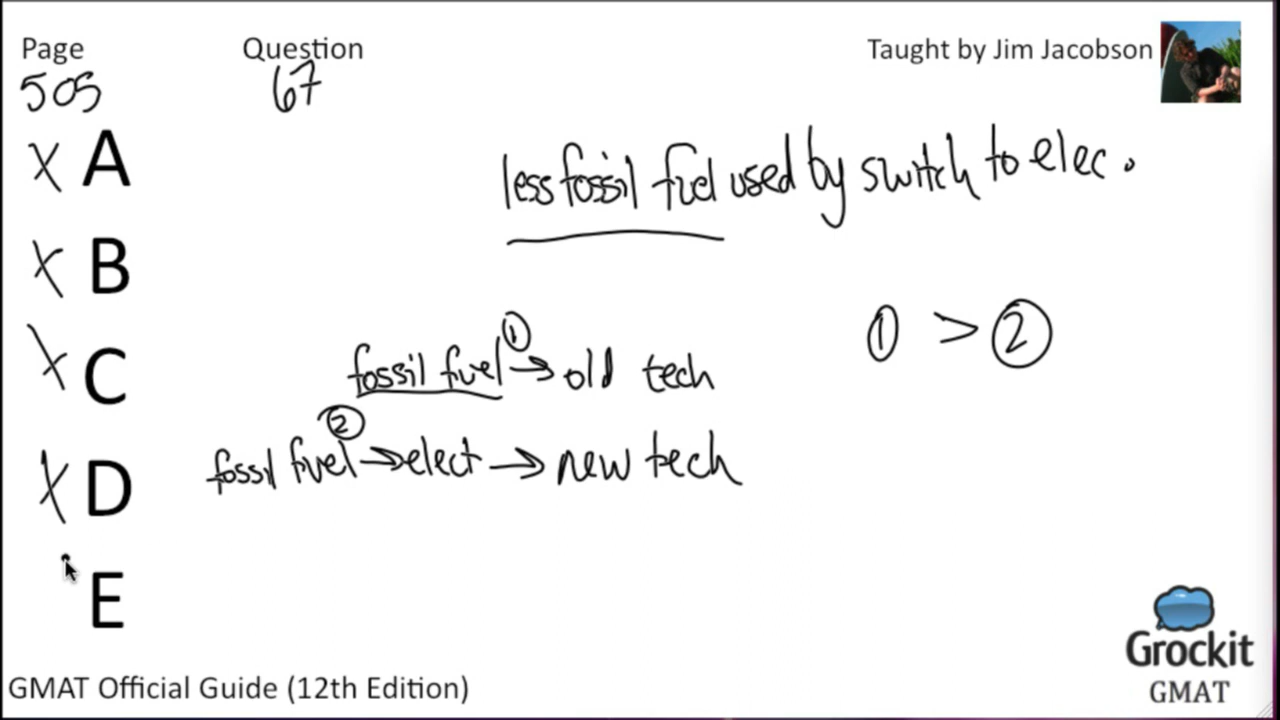 Page Question Taught by Jim Jacobson
505 67
X A
less fossil fuel used by switch to elec.
X B
① > ②
fossil fuel ① → old tech
X C
fossil fuel ② → elect → new tech
X D
E
Grockit
GMAT
GMAT Official Guide (12th Edition)